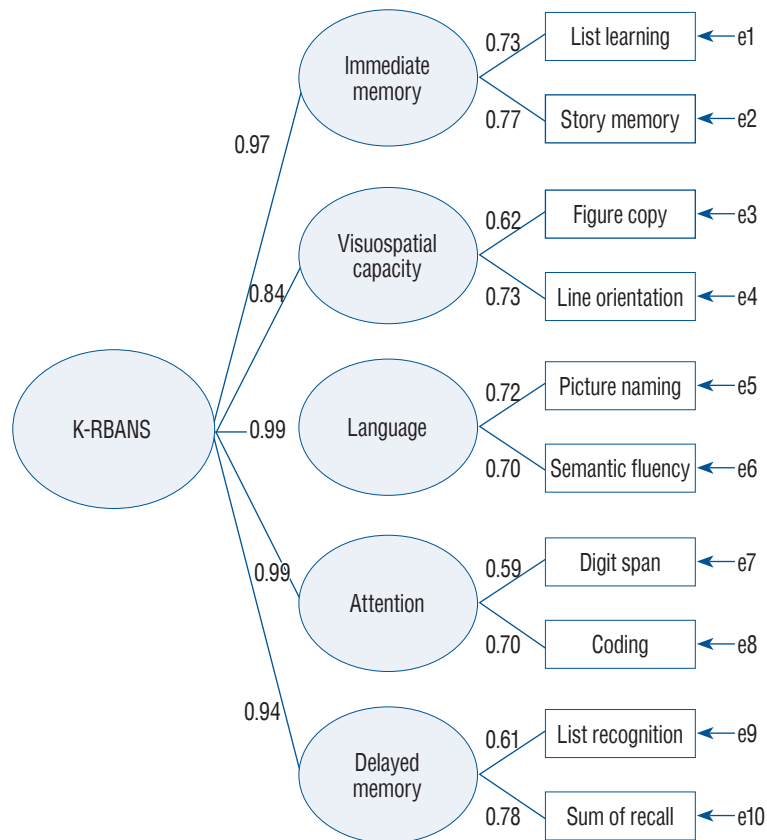 0.73
List learning
e1
Immediate
memory
0.77
Story memory
e2
0.97
0.62
Figure copy
e3
Visuospatial
capacity
0.84
0.73
Line orientation
e4
K-RBANS
0.99
Language
0.72
Picture naming
e5
0.70
Semantic fluency
e6
0.99
Attention
0.59
Digit span
e7
0.70
Coding
e8
0.94
Delayed
memory
0.61
List recognition
e9
0.78
Sum of recall
e10